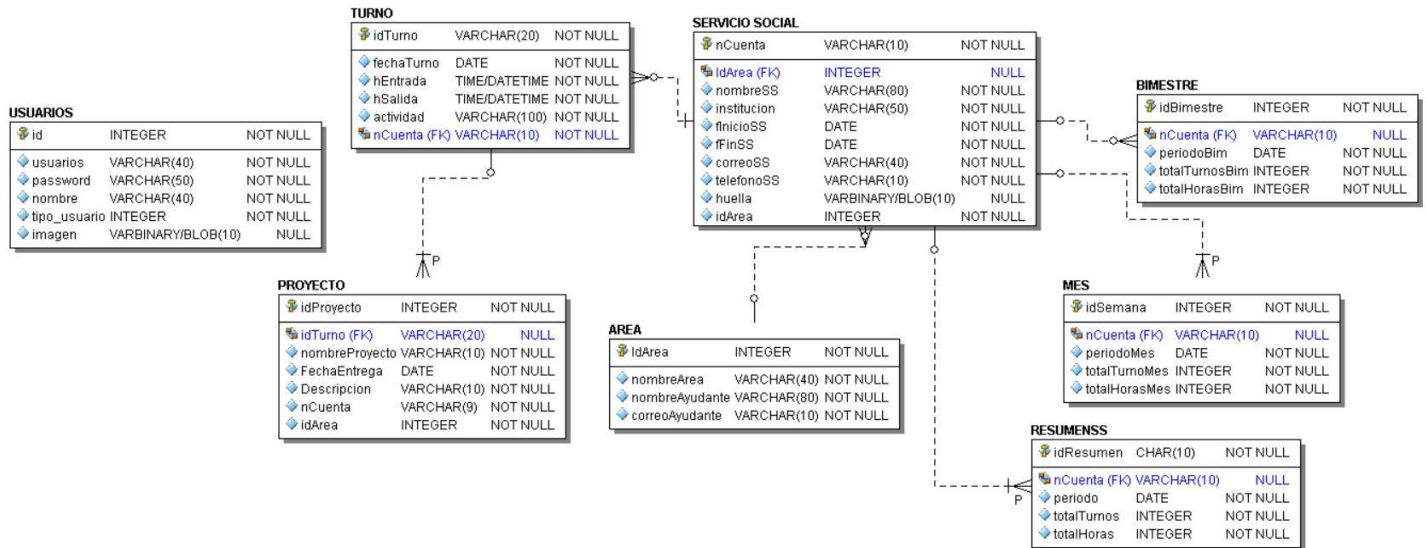 USUARIOS
id INTEGER NOT NULL
usuarios VARCHAR(40) NOT NULL
password VARCHAR(50) NOT NULL
nombre VARCHAR(40) NOT NULL
tipo_usuario INTEGER NOT NULL
imagen VARBINARY/BLOB(10) NULL
TURNO
idTurno VARCHAR(20) NOT NULL
fechaTurno DATE NOT NULL
hEntrada TIME/DATETIME NOT NULL
hSalida TIME/DATETIME NOT NULL
actividad VARCHAR(100) NOT NULL
nCuenta (FK) VARCHAR(10) NOT NULL
SERVICIO SOCIAL
nCuenta VARCHAR(10) NOT NULL
IdArea (FK) INTEGER NULL
nombreSS VARCHAR(80) NOT NULL
institucion VARCHAR(50) NOT NULL
fInicioSS DATE NOT NULL
fFinSS DATE NOT NULL
correoSS VARCHAR(40) NOT NULL
telefonoSS VARCHAR(10) NOT NULL
huella VARBINARY/BLOB(10) NULL
idArea INTEGER NOT NULL
BIMESTRE
idBimestre INTEGER NOT NULL
nCuenta (FK) VARCHAR(10) NULL
periodoBim DATE NOT NULL
totalTurnosBim INTEGER NOT NULL
totalHorasBim INTEGER NOT NULL
P
PROYECTO
idProyecto INTEGER NOT NULL
idTurno (FK) VARCHAR(20) NULL
nombreProyecto VARCHAR(10) NOT NULL
FechaEntrega DATE NOT NULL
Descripcion VARCHAR(10) NOT NULL
nCuenta VARCHAR(9) NOT NULL
idArea INTEGER NOT NULL
AREA
IdArea INTEGER NOT NULL
nombreArea VARCHAR(40) NOT NULL
nombreAyudante VARCHAR(80) NOT NULL
correoAyudante VARCHAR(10) NOT NULL
P
MES
idSemana INTEGER NOT NULL
nCuenta (FK) VARCHAR(10) NULL
periodoMes DATE NOT NULL
totalTurnoMes INTEGER NOT NULL
totalHorasMes INTEGER NOT NULL
P
RESUMENSS
idResumen CHAR(10) NOT NULL
nCuenta (FK) VARCHAR(10) NULL
periodo DATE NOT NULL
totalTurnos INTEGER NOT NULL
totalHoras INTEGER NOT NULL